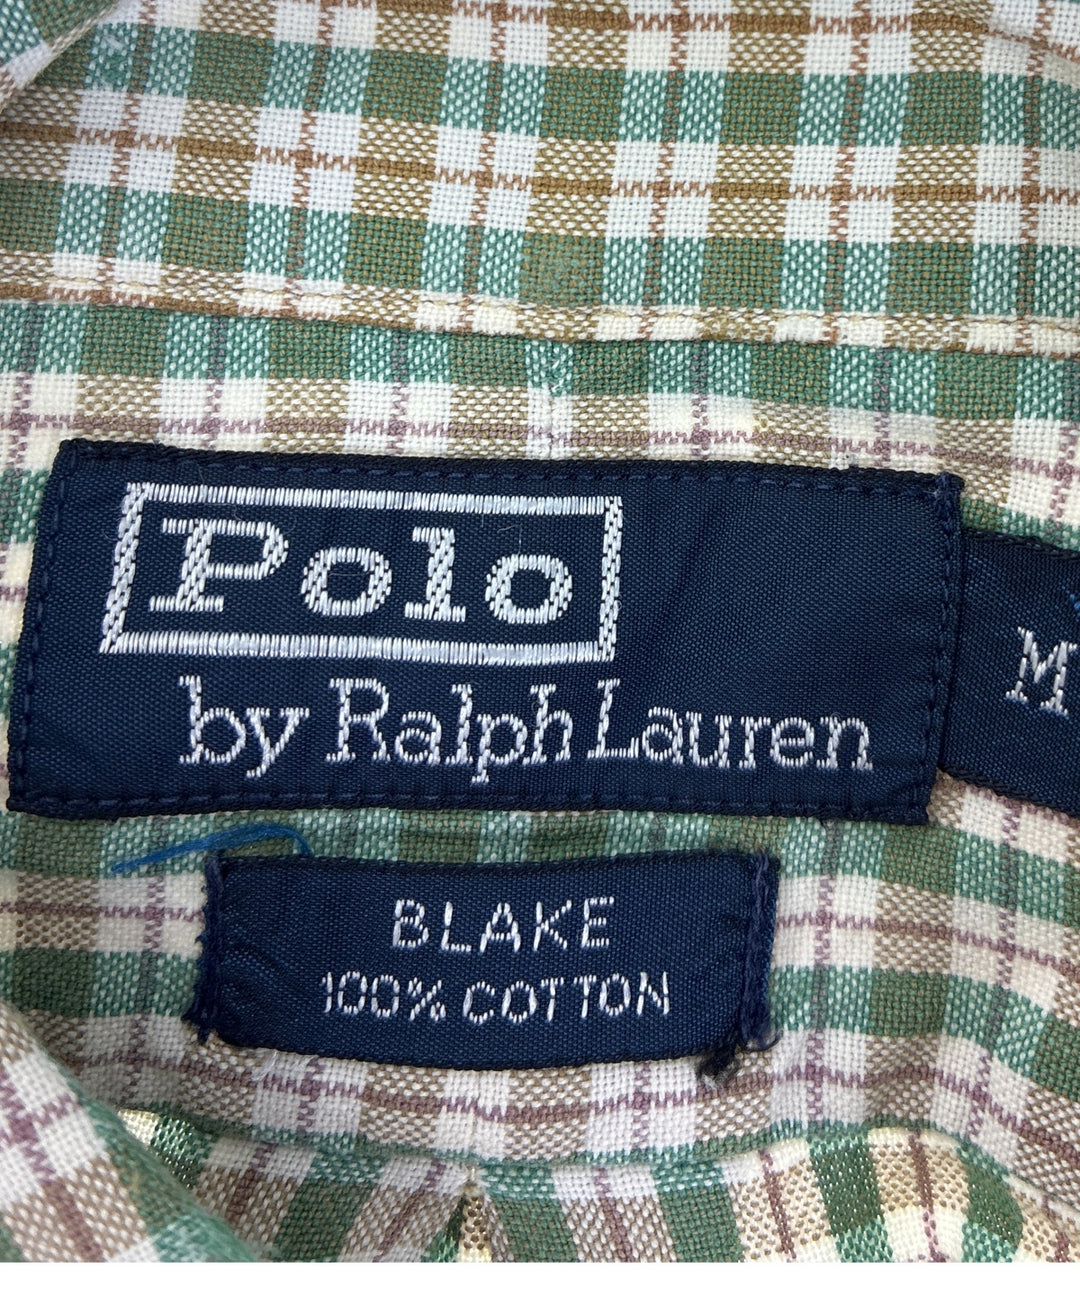 Polo
by Ralph Lauren
M
BLAKE
100% COTTON